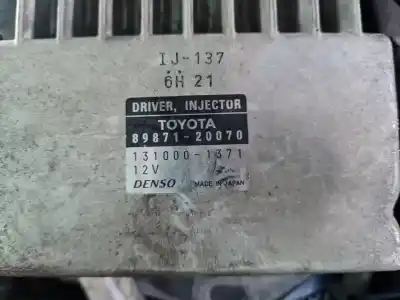 IJ-137
6H 21
DRIVER, INJECTOR
TOYOTA
89871-20070
131000-1371
12V
DENSO MADE IN JAPAN